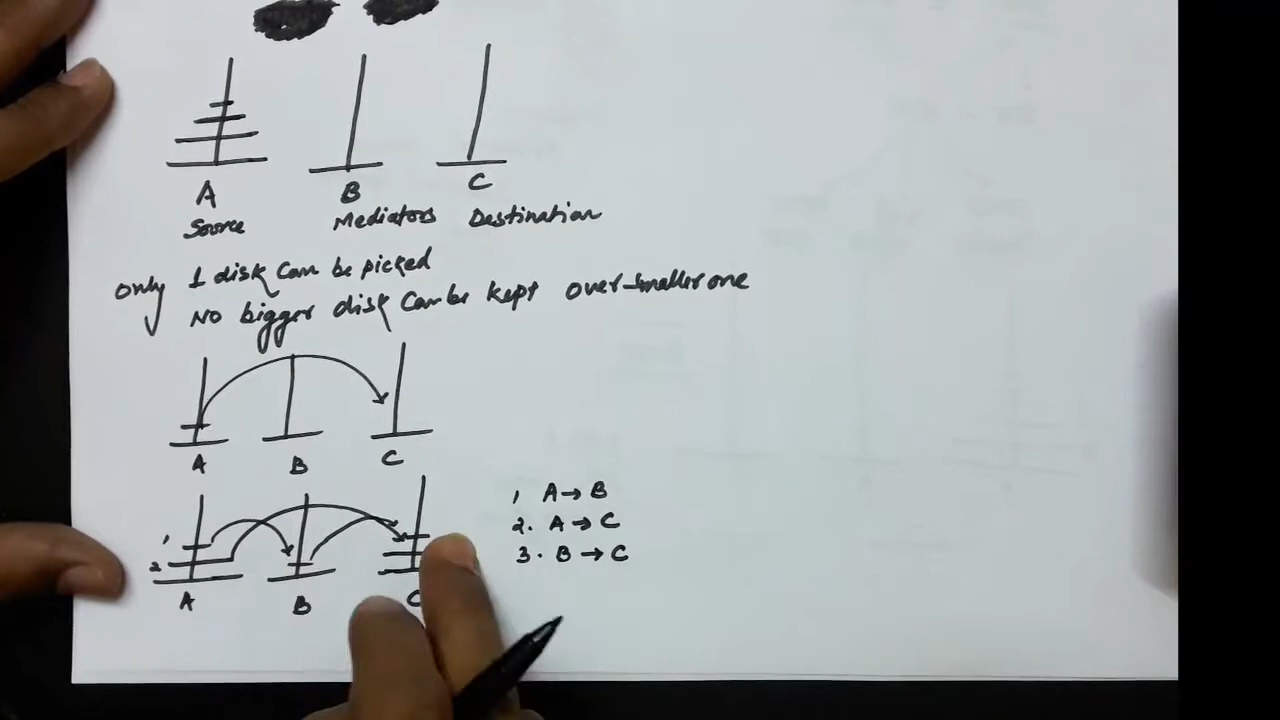 A B C
Source Mediators Destination
Only 1 disk can be picked
No bigger disk can be kept over smaller one
A B C
1, A→B
2. A→C
3. B→C
1
2
A B C